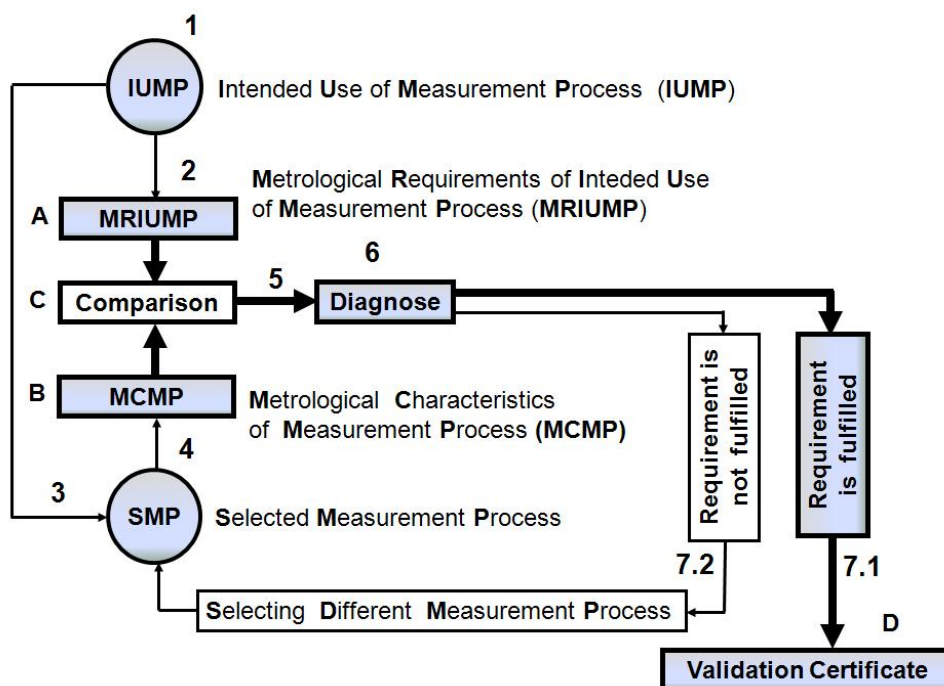 1
IUMP
Intended Use of Measurement Process (IUMP)
2
Metrological Requirements of Inteded Use
of Measurement Process (MRIUMP)
A
MRIUMP
6
5
C
Comparison
Diagnose
B
MCMP
Metrological Characteristics
of Measurement Process (MCMP)
Requirement is
not fulfilled
Requirement
is fulfilled
4
3
SMP
Selected Measurement Process
7.2
7.1
Selecting Different Measurement Process
D
Validation Certificate